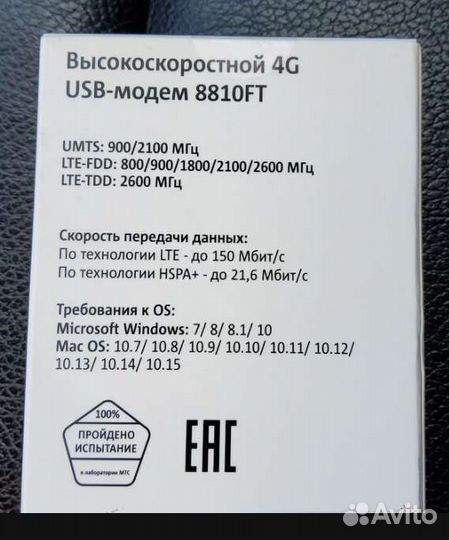 Высокоскоростной 4G
USB-модем 8810FT
UMTS: 900/2100 МГц
LTE-FDD: 800/900/1800/2100/2600 МГц
LTE-TDD: 2600 МГц
Скорость передачи данных:
По технологии LTE - до 150 Мбит/с
По технологии HSPA+ - до 21,6 Мбит/с
Требования к OS:
Microsoft Windows: 7/ 8/ 8.1/ 10
Mac OS: 10.7/ 10.8/ 10.9/ 10.10/ 10.11/ 10.12/
10.13/ 10.14/ 10.15
100%
ПРОЙДЕНО
ИСПЫТАНИЕ
в лаборатории МТС
EAC
Avito